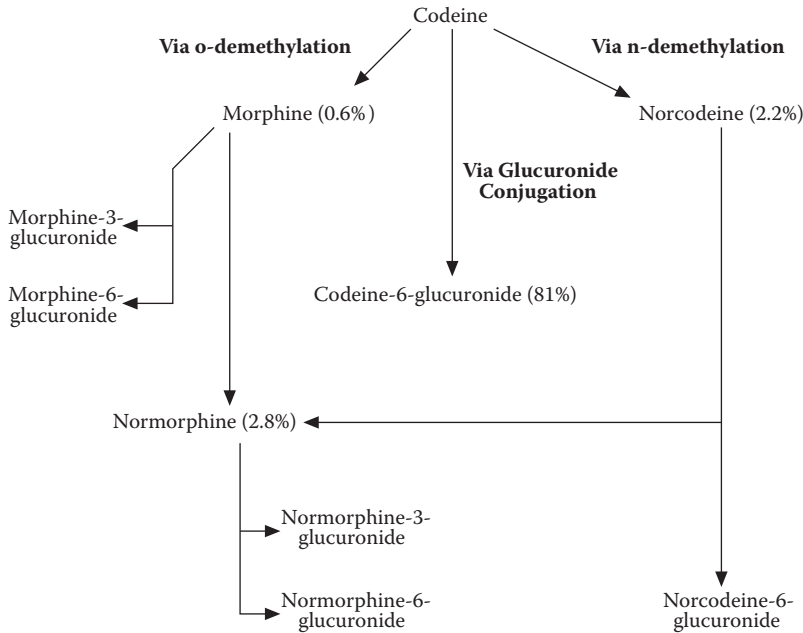 Codeine
Via o-demethylation
Via n-demethylation
Morphine (0.6%)
Norcodeine (2.2%)
Via Glucuronide
Conjugation
Morphine-3-
glucuronide
Morphine-6-
glucuronide
Codeine-6-glucuronide (81%)
Normorphine (2.8%)
Normorphine-3-
glucuronide
Normorphine-6-
glucuronide
Norcodeine-6-
glucuronide